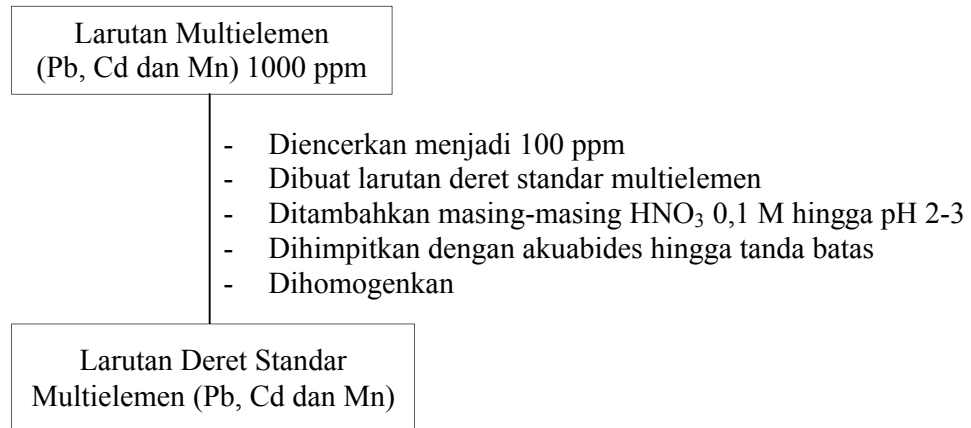 Larutan Multielemen
(Pb, Cd dan Mn) 1000 ppm
- Diencerkan menjadi 100 ppm
- Dibuat larutan deret standar multielemen
- Ditambahkan masing-masing HNO₃ 0,1 M hingga pH 2-3
- Dihimpitkan dengan akuabides hingga tanda batas
- Dihomogenkan
Larutan Deret Standar
Multielemen (Pb, Cd dan Mn)